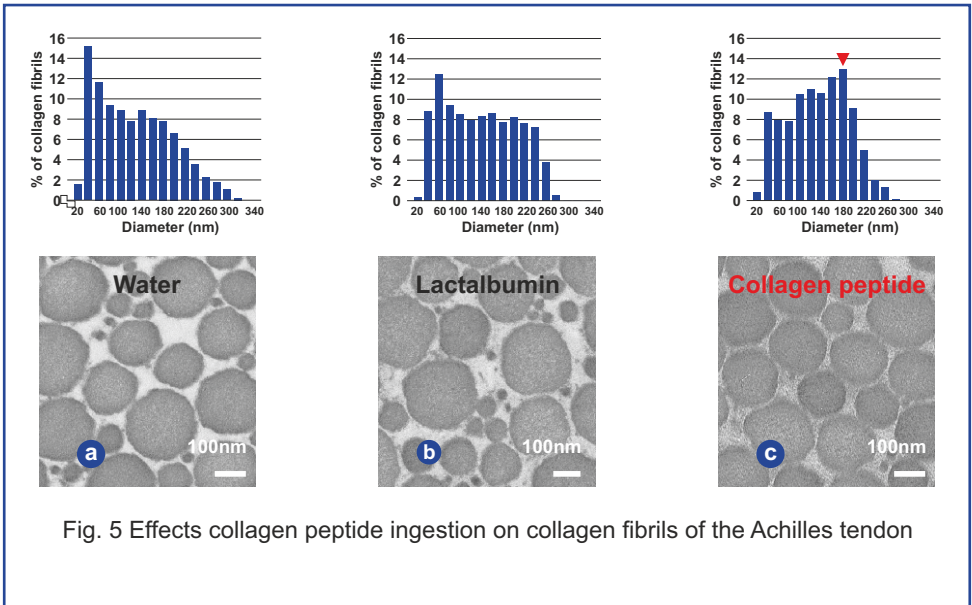 16
14
12
10
8
6
4
2
0
% of collagen fibrils
20 60 100 140 180 220 260 300 340
Diameter (nm)
16
14
12
10
8
6
4
2
0
% of collagen fibrils
20 60 100 140 180 220 260 300 340
Diameter (nm)
16
14
12
10
8
6
4
2
0
% of collagen fibrils
20 60 100 140 180 220 260 300 340
Diameter (nm)
Water
a
100nm
Lactalbumin
b
100nm
Collagen peptide
c
100nm
Fig. 5 Effects collagen peptide ingestion on collagen fibrils of the Achilles tendon